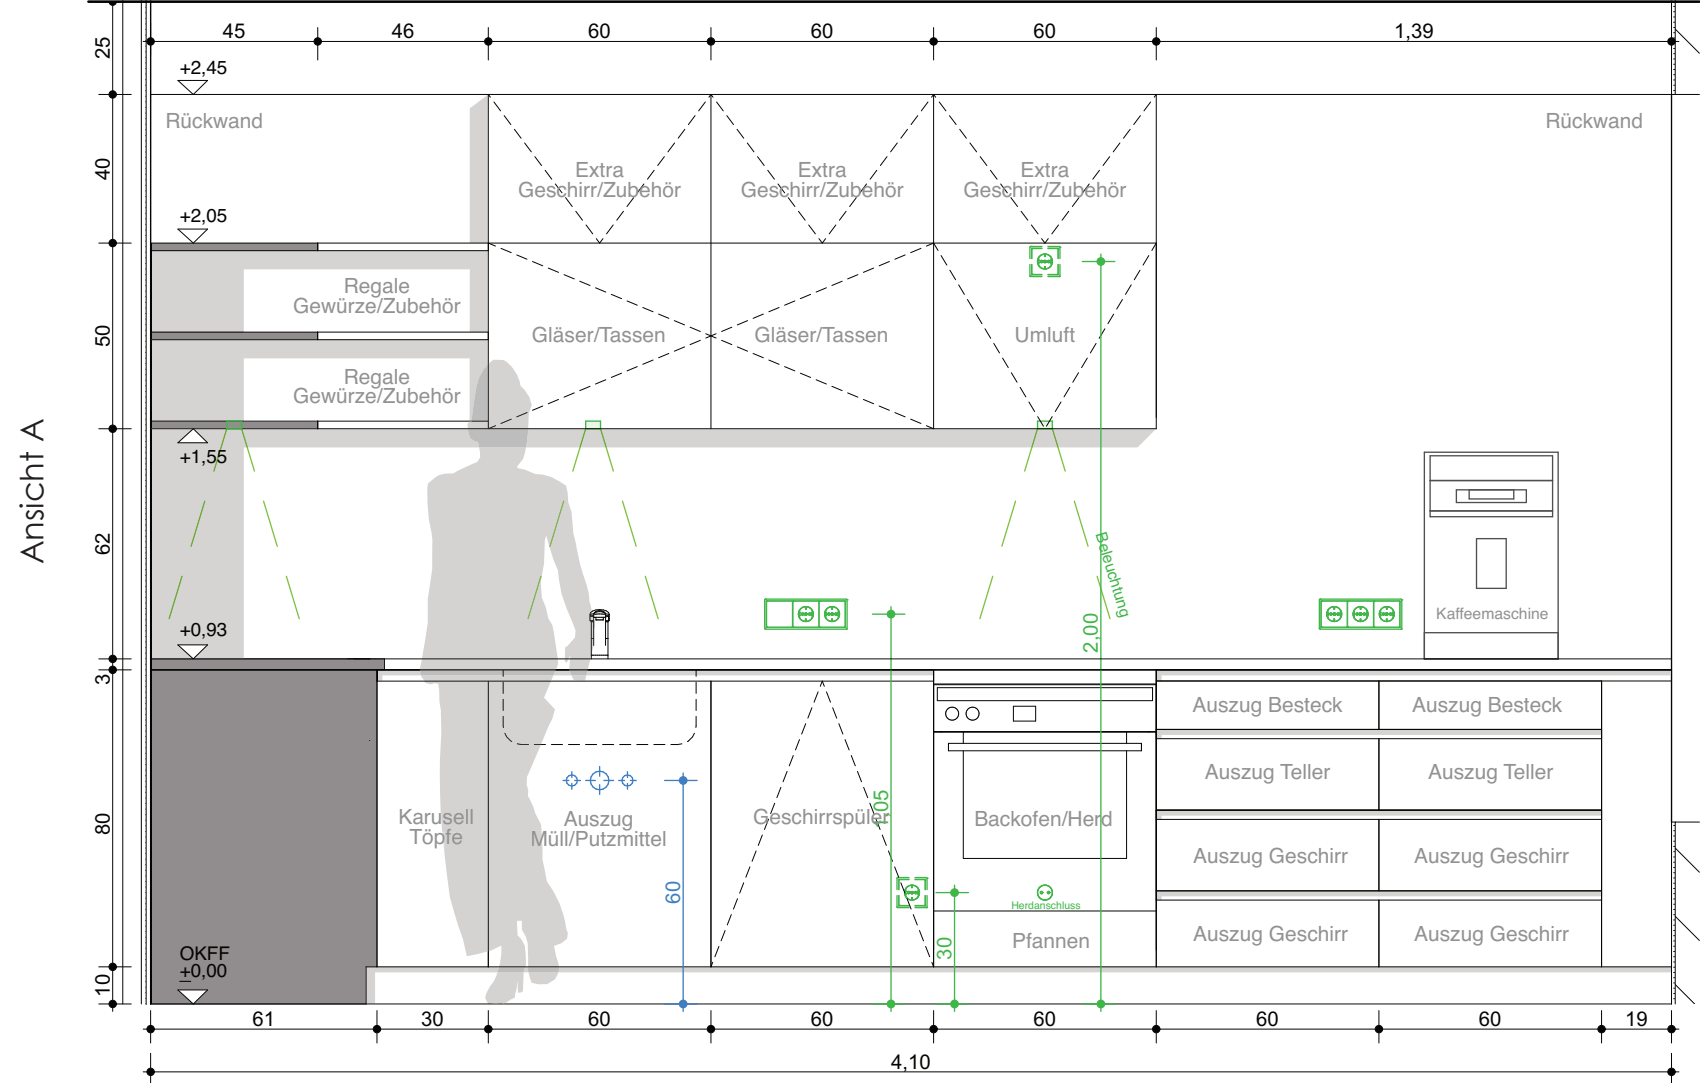 45
46
60
60
60
1,39
25
+2,45
Rückwand
Rückwand
40
Extra
Geschirr/Zubehör
Extra
Geschirr/Zubehör
Extra
Geschirr/Zubehör
+2,05
Regale
Gewürze/Zubehör
50
Gläser/Tassen
Gläser/Tassen
Umluft
Regale
Gewürze/Zubehör
+1,55
Ansicht A
62
Beleuchtung
2,00
Kaffeemaschine
+0,93
3
Auszug Besteck
Auszug Besteck
Auszug Teller
Auszug Teller
80
Karusell
Töpfe
Auszug
Müll/Putzmittel
Geschirrspüler
1,05
Backofen/Herd
Auszug Geschirr
Auszug Geschirr
60
Herdanschluss
30
Pfannen
Auszug Geschirr
Auszug Geschirr
OKFF
±0,00
10
61
30
60
60
60
60
60
19
4,10